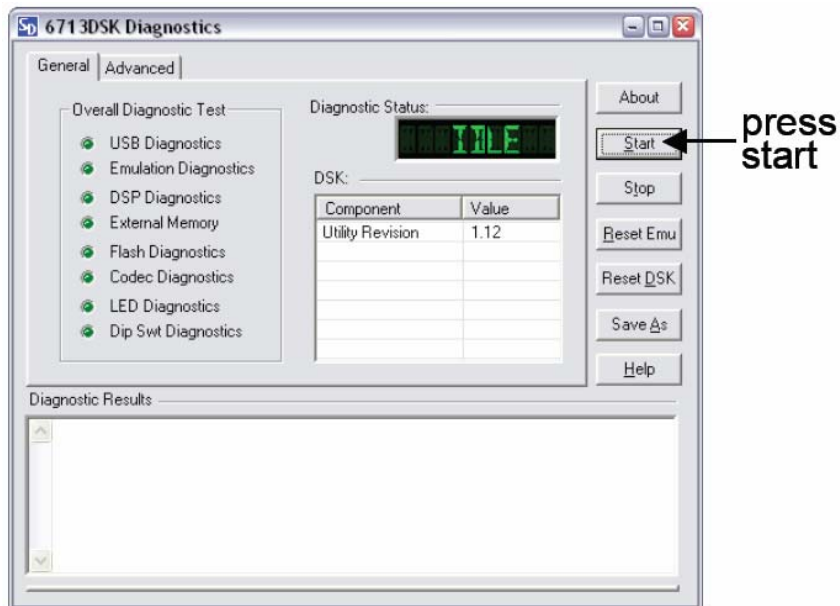 SD 6713DSK Diagnostics
General Advanced
Overall Diagnostic Test
USB Diagnostics
Emulation Diagnostics
DSP Diagnostics
External Memory
Flash Diagnostics
Codec Diagnostics
LED Diagnostics
Dip Swt Diagnostics
Diagnostic Status:
IDLE
DSK:
Component Value
Utility Revision 1.12
About
Start
Stop
Reset Emu
Reset DSK
Save As
Help
press
start
Diagnostic Results